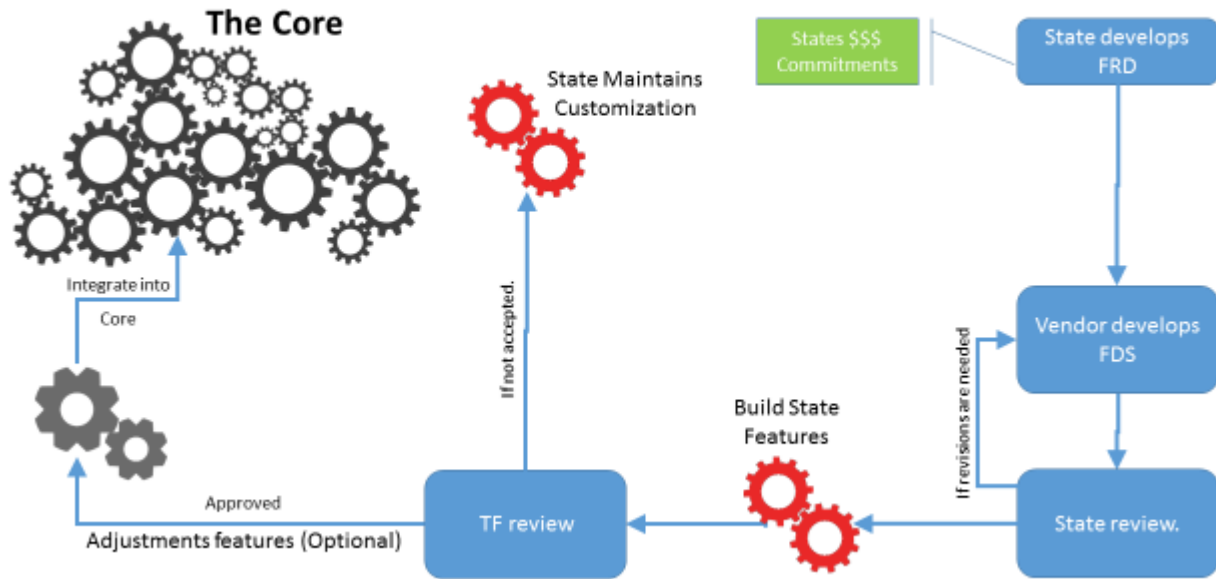 The Core
States $$$
Commitments
State develops
FRD
State Maintains
Customization
Integrate into
Core
If not accepted.
Vendor develops
FDS
If revisions are needed
Build State
Features
Approved
Adjustments features (Optional)
TF review
State review.